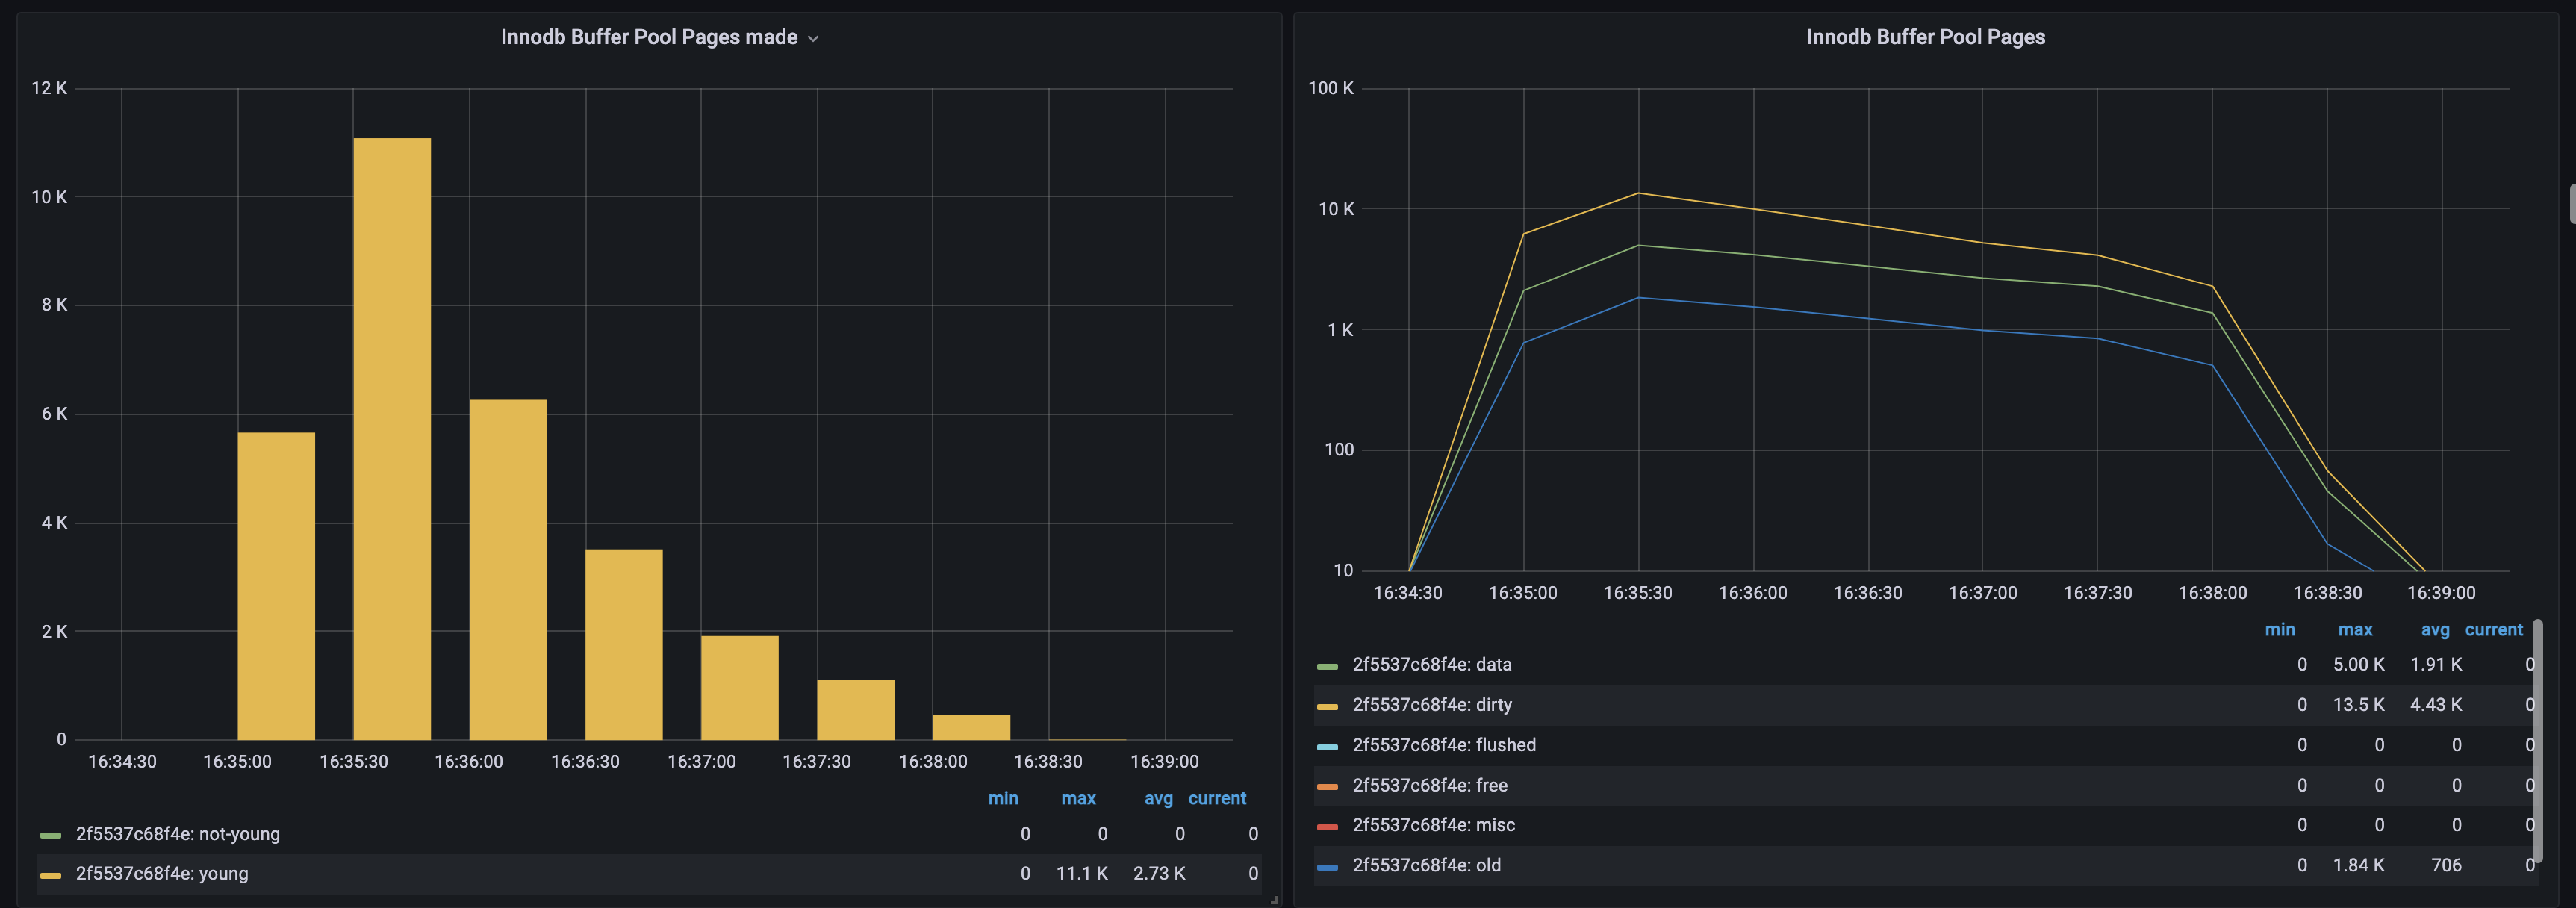 Innodb Buffer Pool Pages made
12 K
10 K
8 K
6 K
4 K
2 K
0
16:34:30 16:35:00 16:35:30 16:36:00 16:36:30 16:37:00 16:37:30 16:38:00 16:38:30 16:39:00
min max avg current
2f5537c68f4e: not-young 0 0 0 0
2f5537c68f4e: young 0 11.1 K 2.73 K 0
Innodb Buffer Pool Pages
100 K
10 K
1 K
100
10
16:34:30 16:35:00 16:35:30 16:36:00 16:36:30 16:37:00 16:37:30 16:38:00 16:38:30 16:39:00
min max avg current
2f5537c68f4e: data 0 5.00 K 1.91 K 0
2f5537c68f4e: dirty 0 13.5 K 4.43 K 0
2f5537c68f4e: flushed 0 0 0 0
2f5537c68f4e: free 0 0 0 0
2f5537c68f4e: misc 0 0 0 0
2f5537c68f4e: old 0 1.84 K 706 0